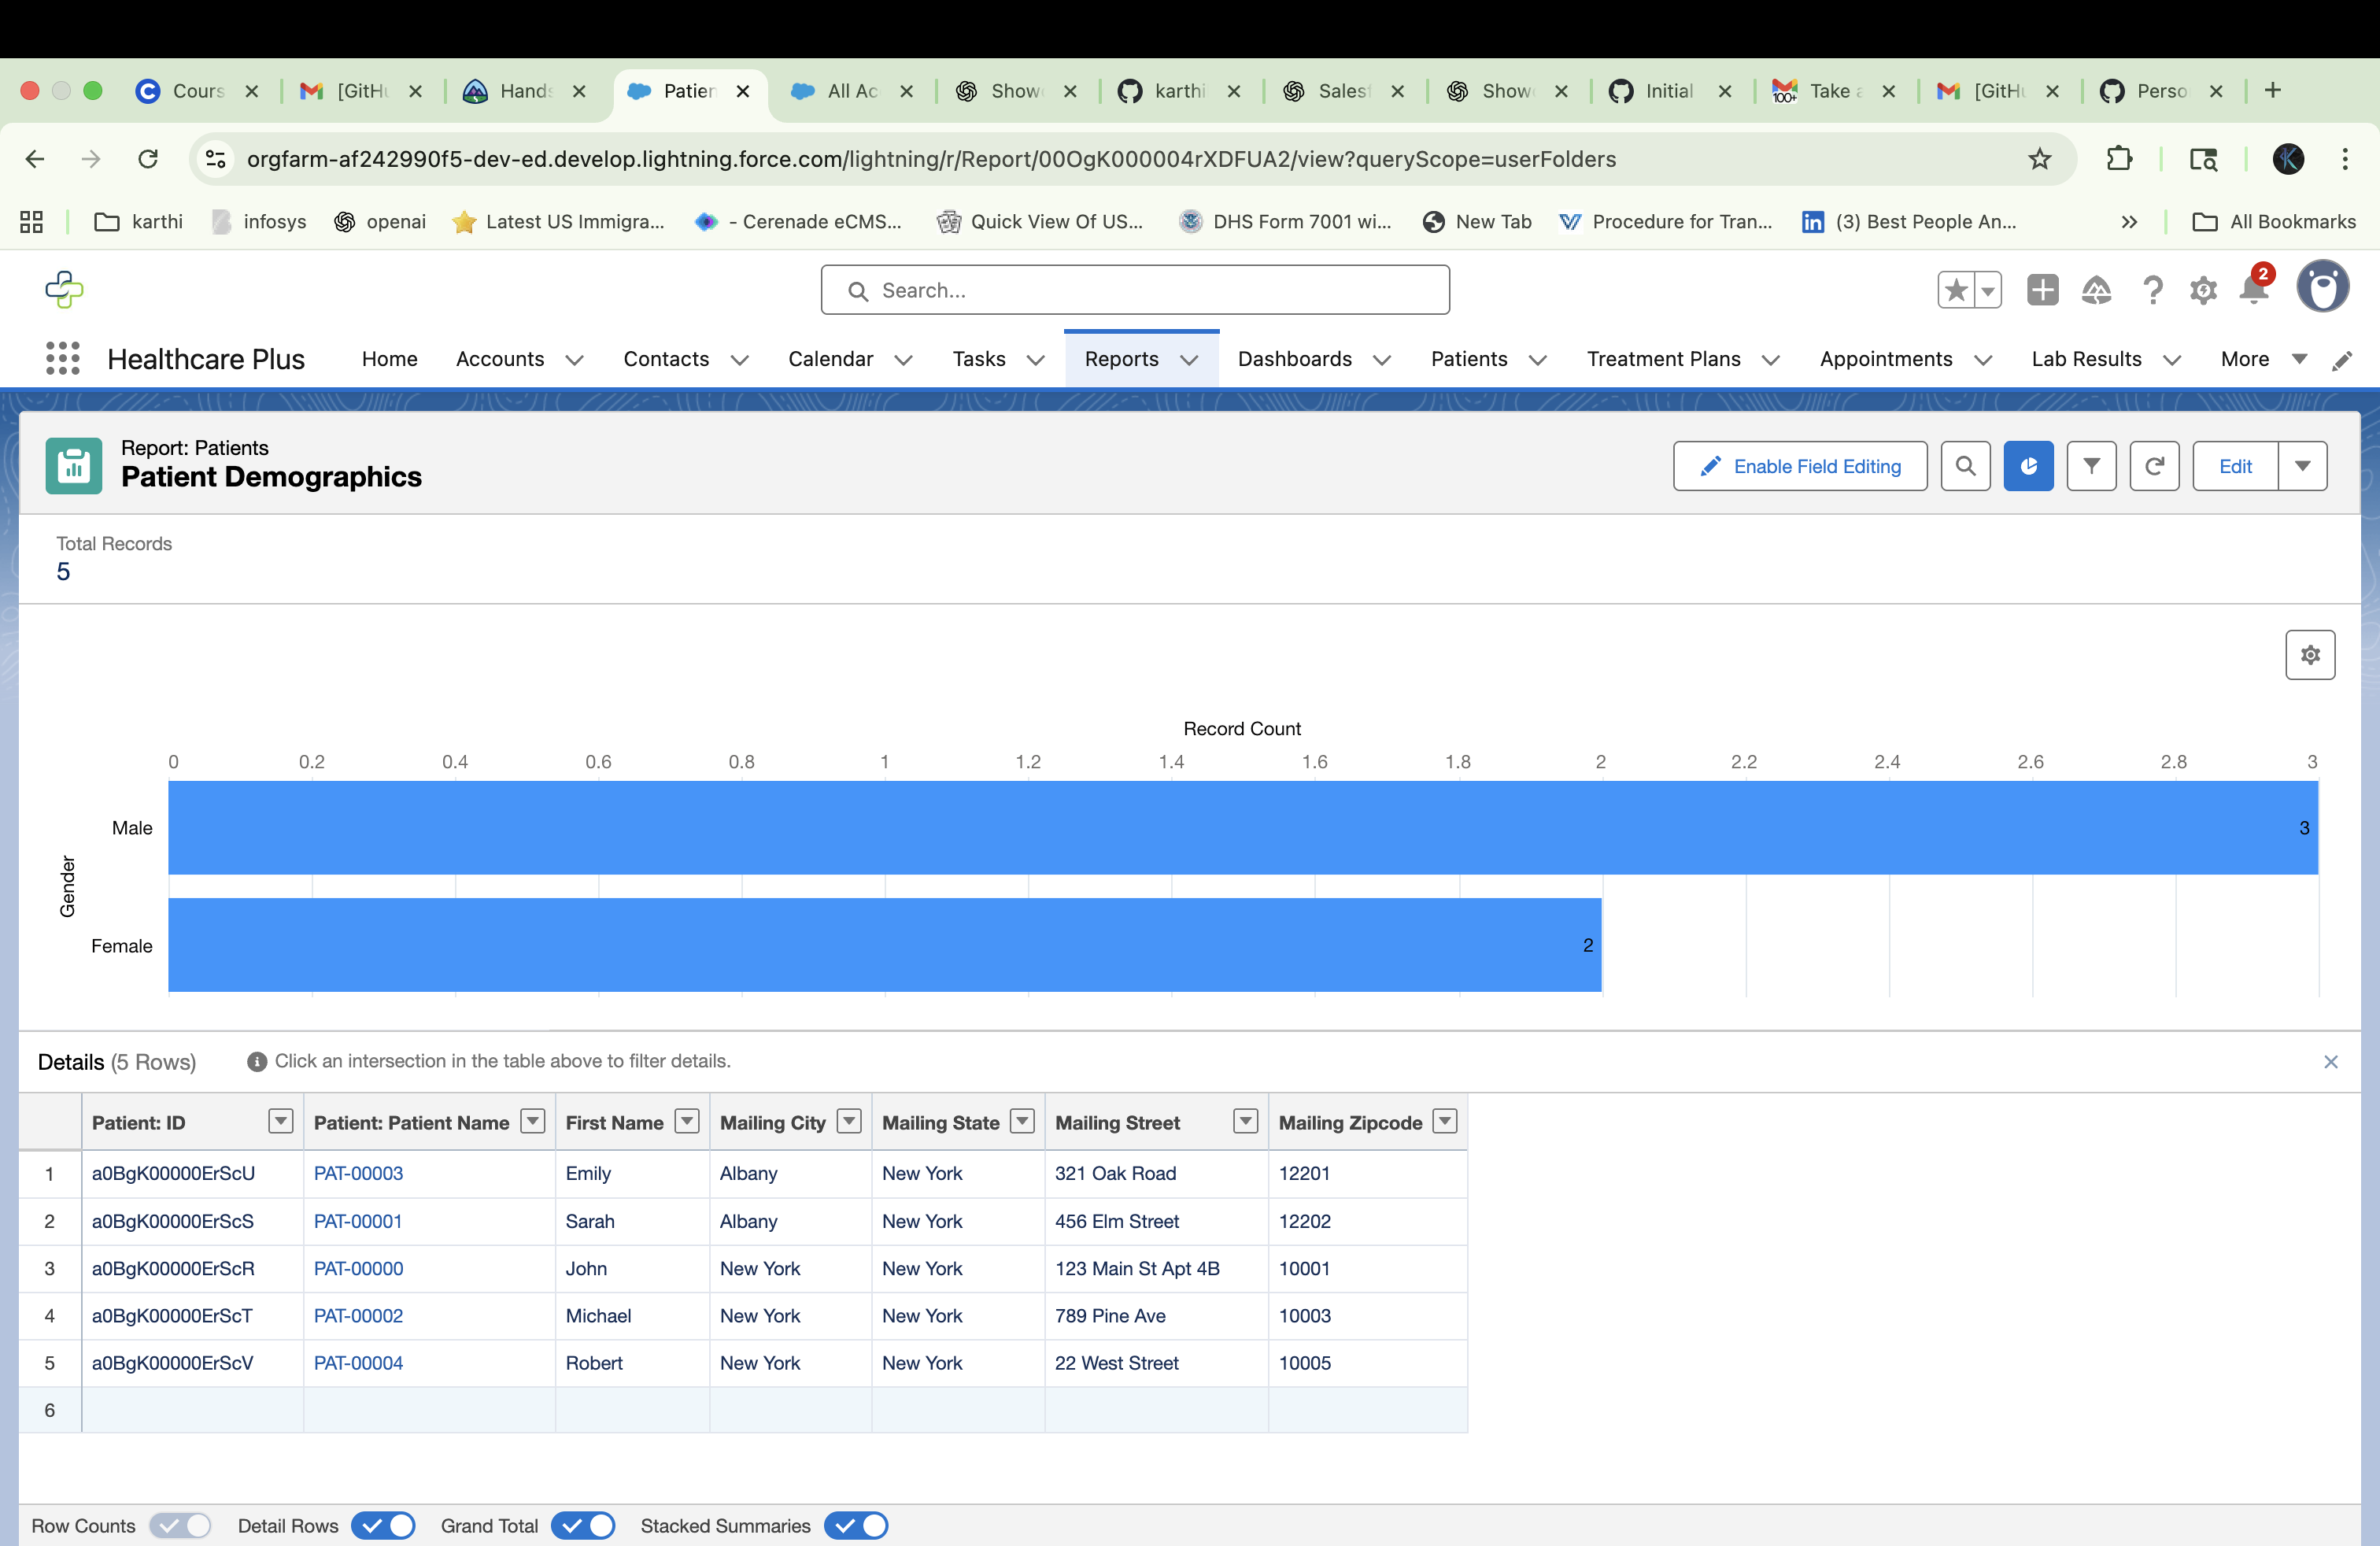 Cours
[GitHu
Hands
Patien
All Ac
Show
karthi
Salesf
Show
Initial
100+
Take a
[GitHu
Perso
orgfarm-af242990f5-dev-ed.develop.lightning.force.com/lightning/r/Report/00OgK000004rXDFUA2/view?queryScope=userFolders
karthi infosys openai Latest US Immigra... - Cerenade eCMS... Quick View Of US... DHS Form 7001 wi... New Tab Procedure for Tran... (3) Best People An... All Bookmarks
Search...
2
Healthcare Plus Home Accounts Contacts Calendar Tasks Reports Dashboards Patients Treatment Plans Appointments Lab Results More
Report: Patients
Patient Demographics
Enable Field Editing
Edit
Total Records
5
Record Count
0 0.2 0.4 0.6 0.8 1 1.2 1.4 1.6 1.8 2 2.2 2.4 2.6 2.8 3
Gender
Male 3
Female 2
Details (5 Rows) Click an intersection in the table above to filter details.
Patient: ID Patient: Patient Name First Name Mailing City Mailing State Mailing Street Mailing Zipcode
1 a0BgK00000ErScU PAT-00003 Emily Albany New York 321 Oak Road 12201
2 a0BgK00000ErScS PAT-00001 Sarah Albany New York 456 Elm Street 12202
3 a0BgK00000ErScR PAT-00000 John New York New York 123 Main St Apt 4B 10001
4 a0BgK00000ErScT PAT-00002 Michael New York New York 789 Pine Ave 10003
5 a0BgK00000ErScV PAT-00004 Robert New York New York 22 West Street 10005
6
Row Counts Detail Rows Grand Total Stacked Summaries